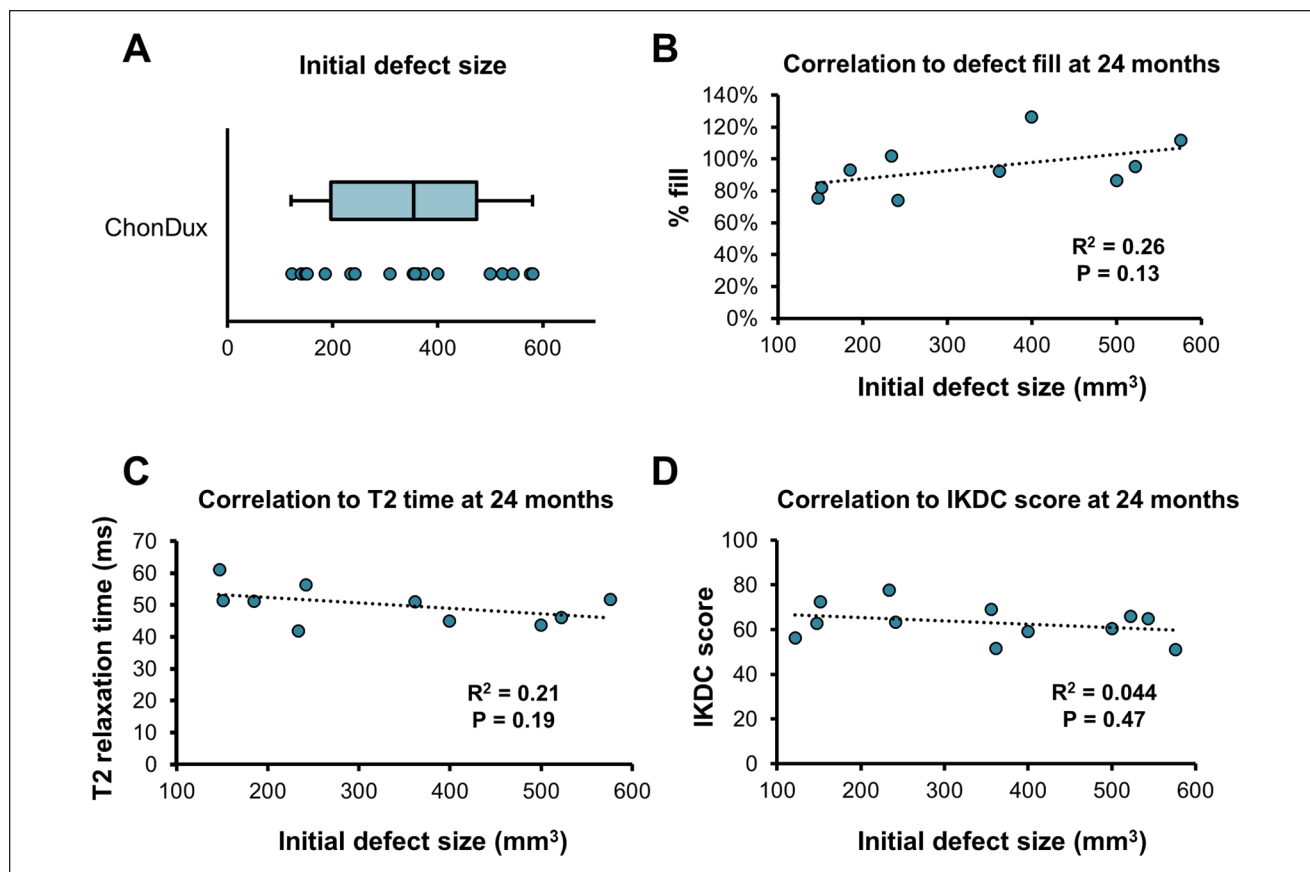 A
Initial defect size
ChonDux
0 200 400 600
B
Correlation to defect fill at 24 months
140%
120%
100%
80%
60%
40%
20%
0%
% fill
R² = 0.26
P = 0.13
100 200 300 400 500 600
Initial defect size (mm³)
C
Correlation to T2 time at 24 months
70
60
50
40
30
20
10
0
T2 relaxation time (ms)
R² = 0.21
P = 0.19
100 200 300 400 500 600
Initial defect size (mm³)
D
Correlation to IKDC score at 24 months
100
80
60
40
20
0
IKDC score
R² = 0.044
P = 0.47
100 200 300 400 500 600
Initial defect size (mm³)